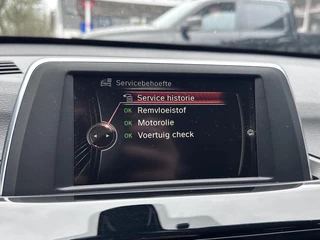 Servicebehoefte
Service historie
OK Remvloeistof
OK Motorolie
OK Voertuig check